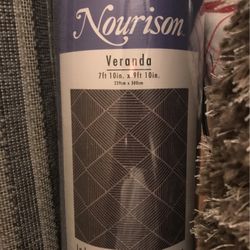 Nourison
Veranda
7ft 10in. x 9ft 10in.
239cm x 300cm